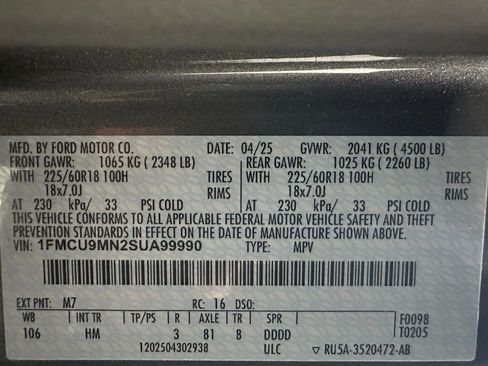 MFD. BY FORD MOTOR CO. DATE: 04/25 GVWR: 2041 KG ( 4500 LB)
FRONT GAWR: 1065 KG ( 2348 LB) REAR GAWR: 1025 KG ( 2260 LB)
WITH 225/60R18 100H TIRES WITH 225/60R18 100H TIRES
18x7.0J RIMS 18x7.0J RIMS
AT 230 kPa/ 33 PSI COLD AT 230 kPa/ 33 PSI COLD
THIS VEHICLE CONFORMS TO ALL APPLICABLE FEDERAL MOTOR VEHICLE SAFETY AND THEFT
PREVENTION STANDARDS IN EFFECT ON THE DATE OF MANUFACTURE SHOWN ABOVE.
VIN: 1FMCU9MN2SUA99990 TYPE: MPV
EXT PNT: M7 RC: 16 DSO:
WB INT TR TP/PS R AXLE TR SPR F0098
106 HM 3 81 8 DDDD T0205
1202504302938 ULC ▽ RU5A-3520472-AB